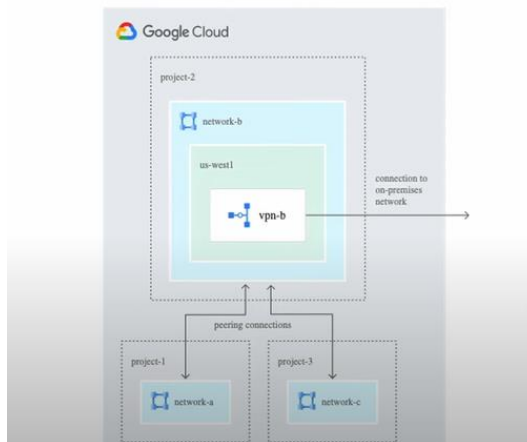 Google Cloud
project-2
network-b
us-west1
vpn-b
connection to
on-premises
network
peering connections
project-1
project-3
network-a
network-c